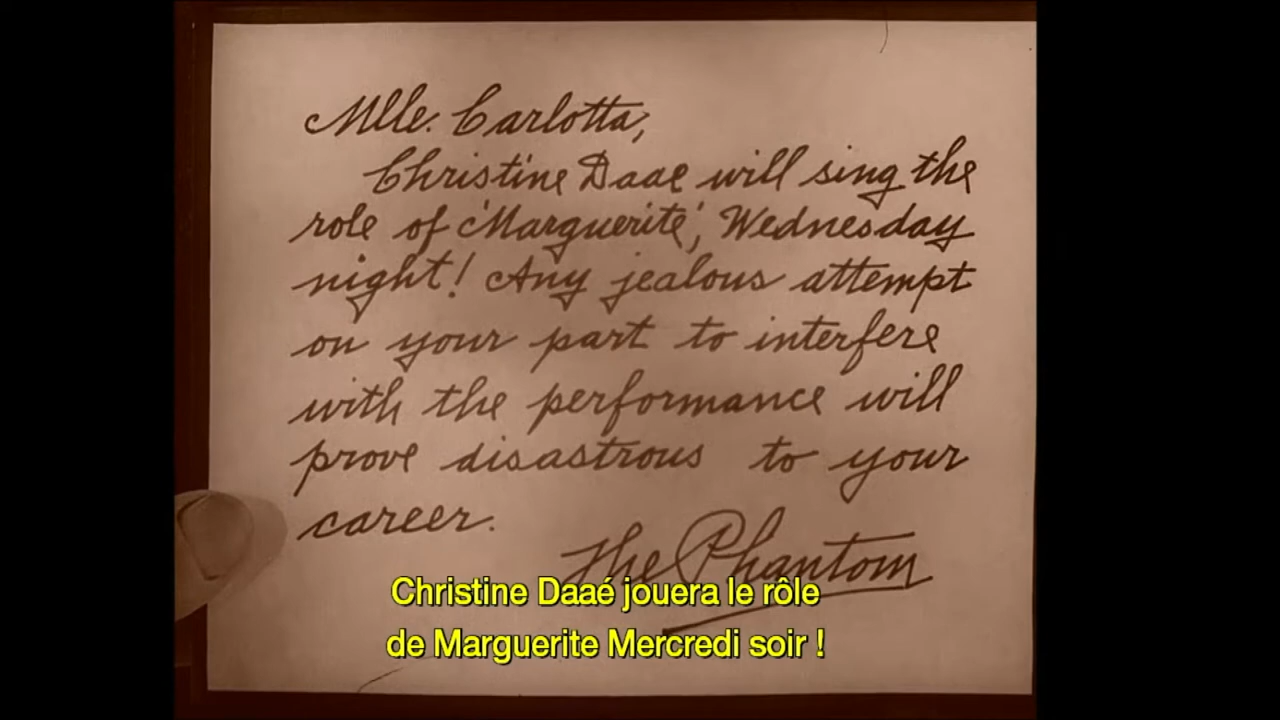 Mlle. Carlotta,
Christine Daae will sing the
role of 'Marguerite', Wednesday
night! Any jealous attempt
on your part to interfere
with the performance will
prove disastrous to your
career.
The Phantom
Christine Daaé jouera le rôle
de Marguerite Mercredi soir !